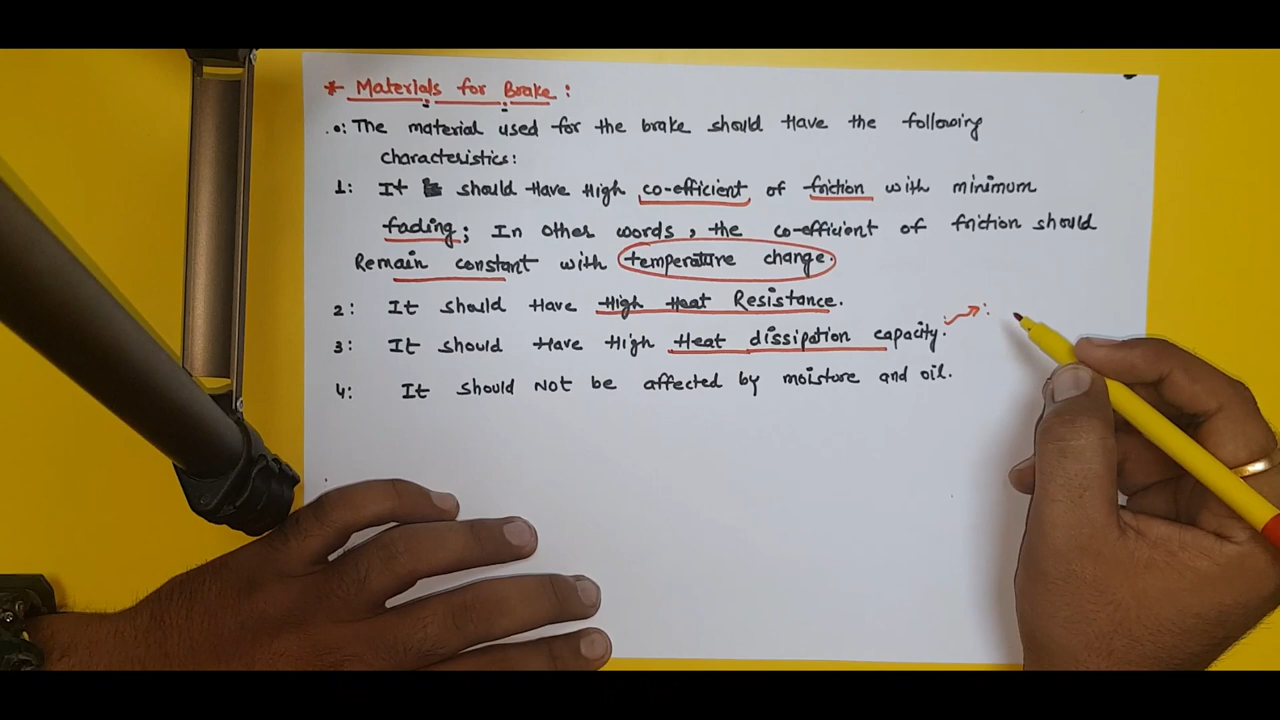 * Materials for Brake :
.•: The material used for the brake should Have the following
characteristics:
1: It should Have High co-efficient of friction with minimum
fading; In other words, the co-efficient of friction should
Remain constant with temperature change.
2: It should Have High Heat Resistance.
3: It should Have High Heat dissipation capacity. :
4: It should Not be affected by moisture and oil.